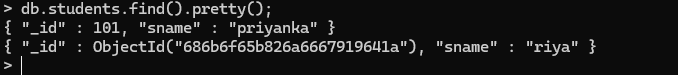 > db.students.find().pretty();
{ "_id" : 101, "sname" : "priyanka" }
{ "_id" : ObjectId("686b6f65b826a6667919641a"), "sname" : "riya" }
>